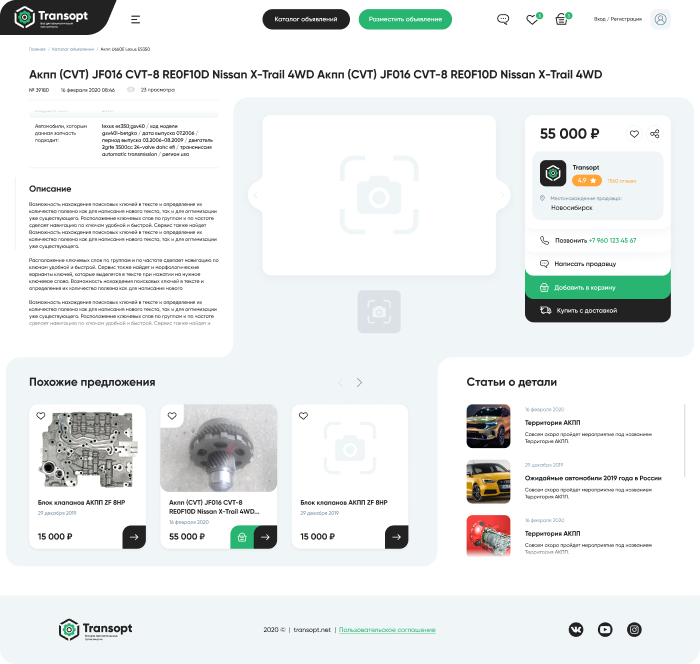 Transopt
Каталог объявлений
Разместить объявление
Вход / Регистрация
Главная / Каталог объявлений / Акпп U660E Lexus ES350
Акпп (CVT) JF016 CVT-8 RE0F10D Nissan X-Trail 4WD Акпп (CVT) JF016 CVT-8 RE0F10D Nissan X-Trail 4WD
№ 39180 16 февраля 2020 08:46 23 просмотра
Автомобили, которым
данная запчасть
подходит:
lexus es350;gsv40 / код модели
gsv40l-betgka / дата выпуска 07.2006 /
период выпуска 03.2006-08.2009 / двигатель
2grfe 3500cc 24-valve dohc efi / трансмиссия
automatic transmission / регион usa
Описание
Возможность нахождения поисковых ключей в тексте и определение их
количества полезна как для написания нового текста, так и для оптимизации
уже существующего. Расположение ключевых слов по группам и по частоте
сделает навигацию по ключам удобной и быстрой. Сервис также найдет
Возможность нахождения поисковых ключей в тексте и определение их
количества полезна как для написания нового текста, так и для оптимизации
уже существующего.
Расположение ключевых слов по группам и по частоте сделает навигацию по
ключам удобной и быстрой. Сервис также найдет и морфологические
варианты ключей, которые выделятся в тексте при нажатии на нужное
ключевое слово. Возможность нахождения поисковых ключей в тексте и
определение их количества полезна как для написания нового
Возможность нахождения поисковых ключей в тексте и определение их
количества полезна как для написания нового текста, так и для оптимизации
уже существующего. Расположение ключевых слов по группам и по частоте
сделает навигацию по ключам удобной и быстрой. Сервис также найдет и
55 000 ₽
Transopt
4.9
Местонахождение продавца:
Новосибирск
Позвонить +7 960 123 45 67
Написать продавцу
Добавить в корзину
Купить с доставкой
Похожие предложения
Блок клапанов АКПП ZF 8HP
29 декабря 2019
15 000 ₽
Акпп (CVT) JF016 CVT-8
RE0F10D Nissan X-Trail 4WD...
16 февраля 2020
55 000 ₽
Блок клапанов АКПП ZF 8HP
29 декабря 2019
15 000 ₽
Статьи о детали
16 февраля 2020
Территория АКПП
Совсем скоро пройдет мероприятие под названием
Территория АКПП.
29 декабря 2019
Ожидаемые автомобили 2019 года в России
Совсем скоро пройдет мероприятие под названием
Территория АКПП.
16 февраля 2020
Территория АКПП
Совсем скоро пройдет мероприятие под названием
Территория АКПП.
Transopt
2020 © | transopt.net | Пользовательское соглашение